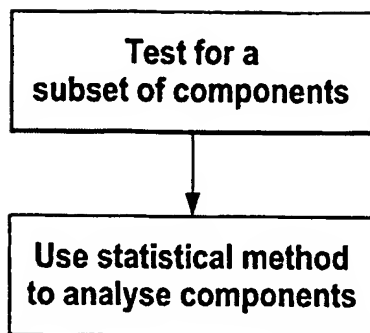 Test for a
subset of components
Use statistical method
to analyse components